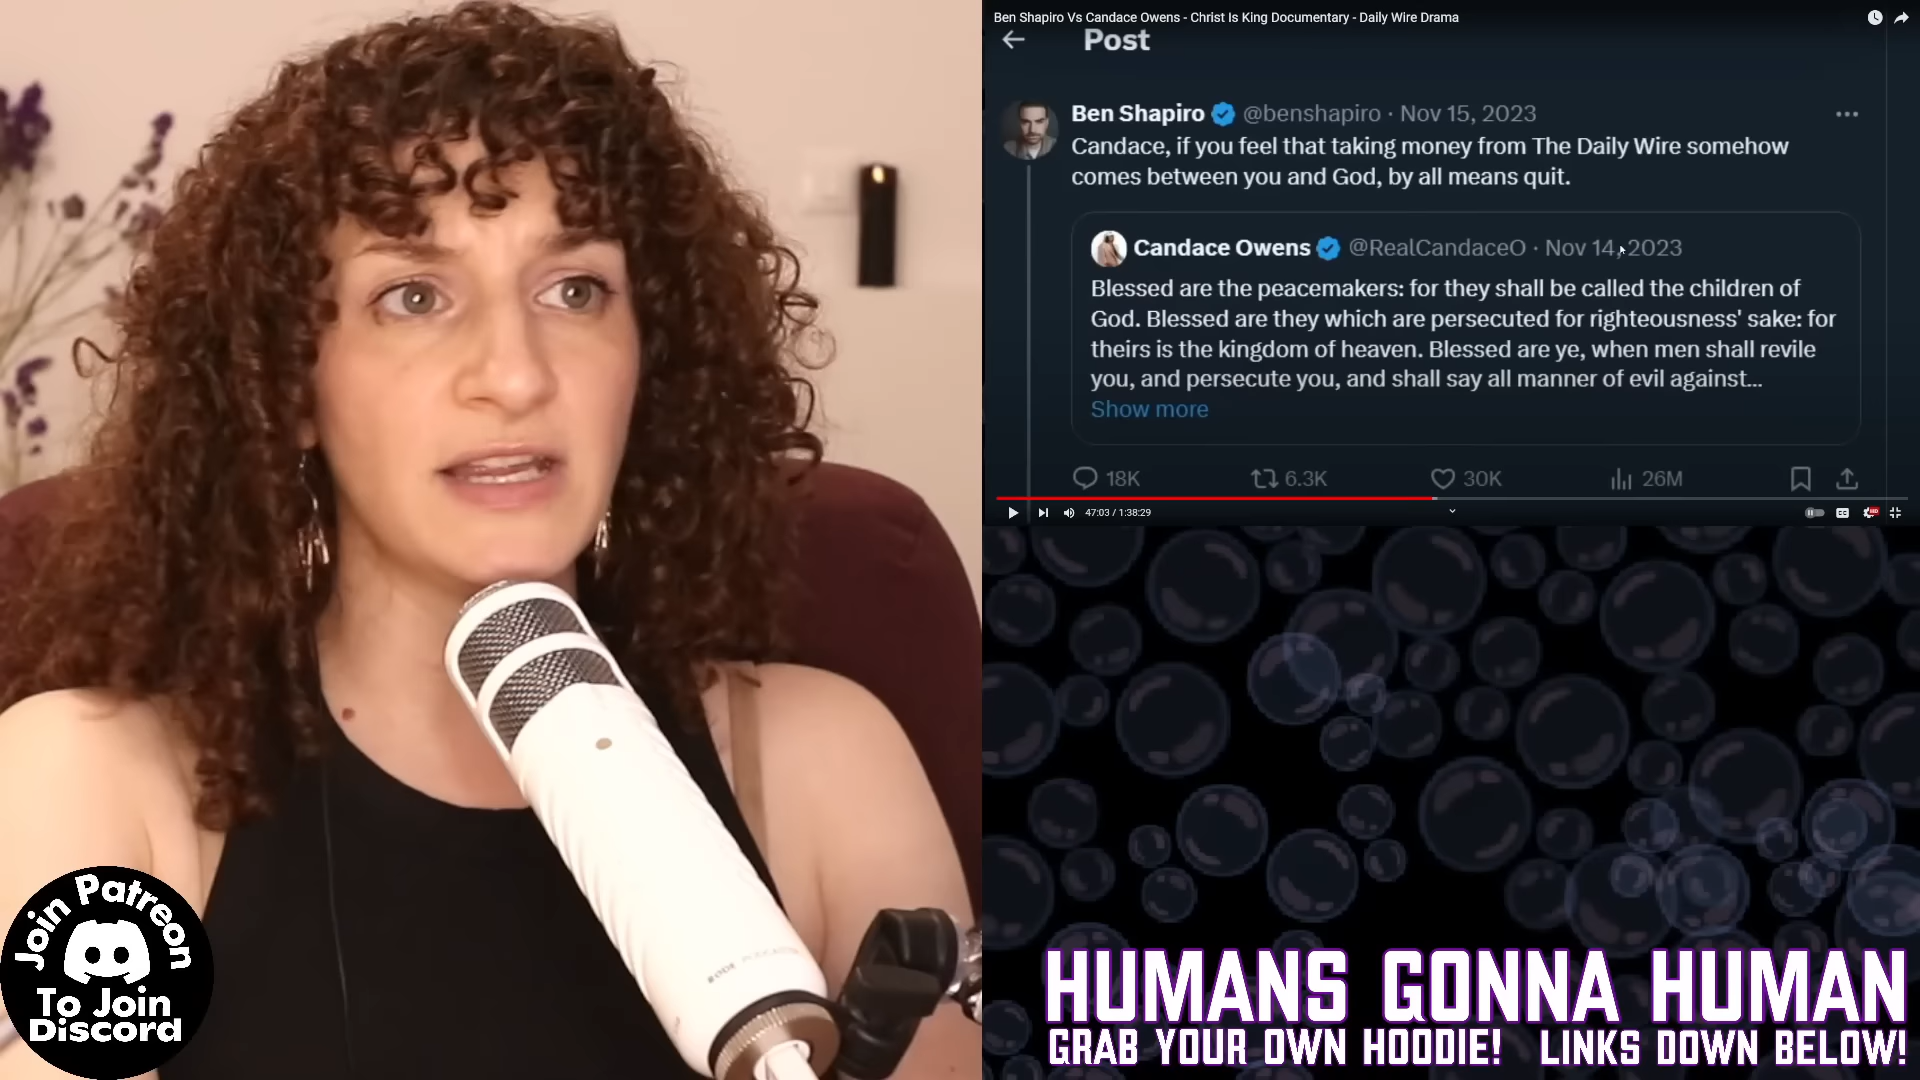 Ben Shapiro Vs Candace Owens - Christ Is King Documentary - Daily Wire Drama
Post
Ben Shapiro @benshapiro · Nov 15, 2023
Candace, if you feel that taking money from The Daily Wire somehow
comes between you and God, by all means quit.
Candace Owens @RealCandaceO · Nov 14, 2023
Blessed are the peacemakers: for they shall be called the children of
God. Blessed are they which are persecuted for righteousness' sake: for
theirs is the kingdom of heaven. Blessed are ye, when men shall revile
you, and persecute you, and shall say all manner of evil against...
Show more
18K 6.3K 30K 26M
47:03 / 1:38:29
Join Patreon
To Join
Discord
HUMANS GONNA HUMAN
GRAB YOUR OWN HOODIE! LINKS DOWN BELOW!